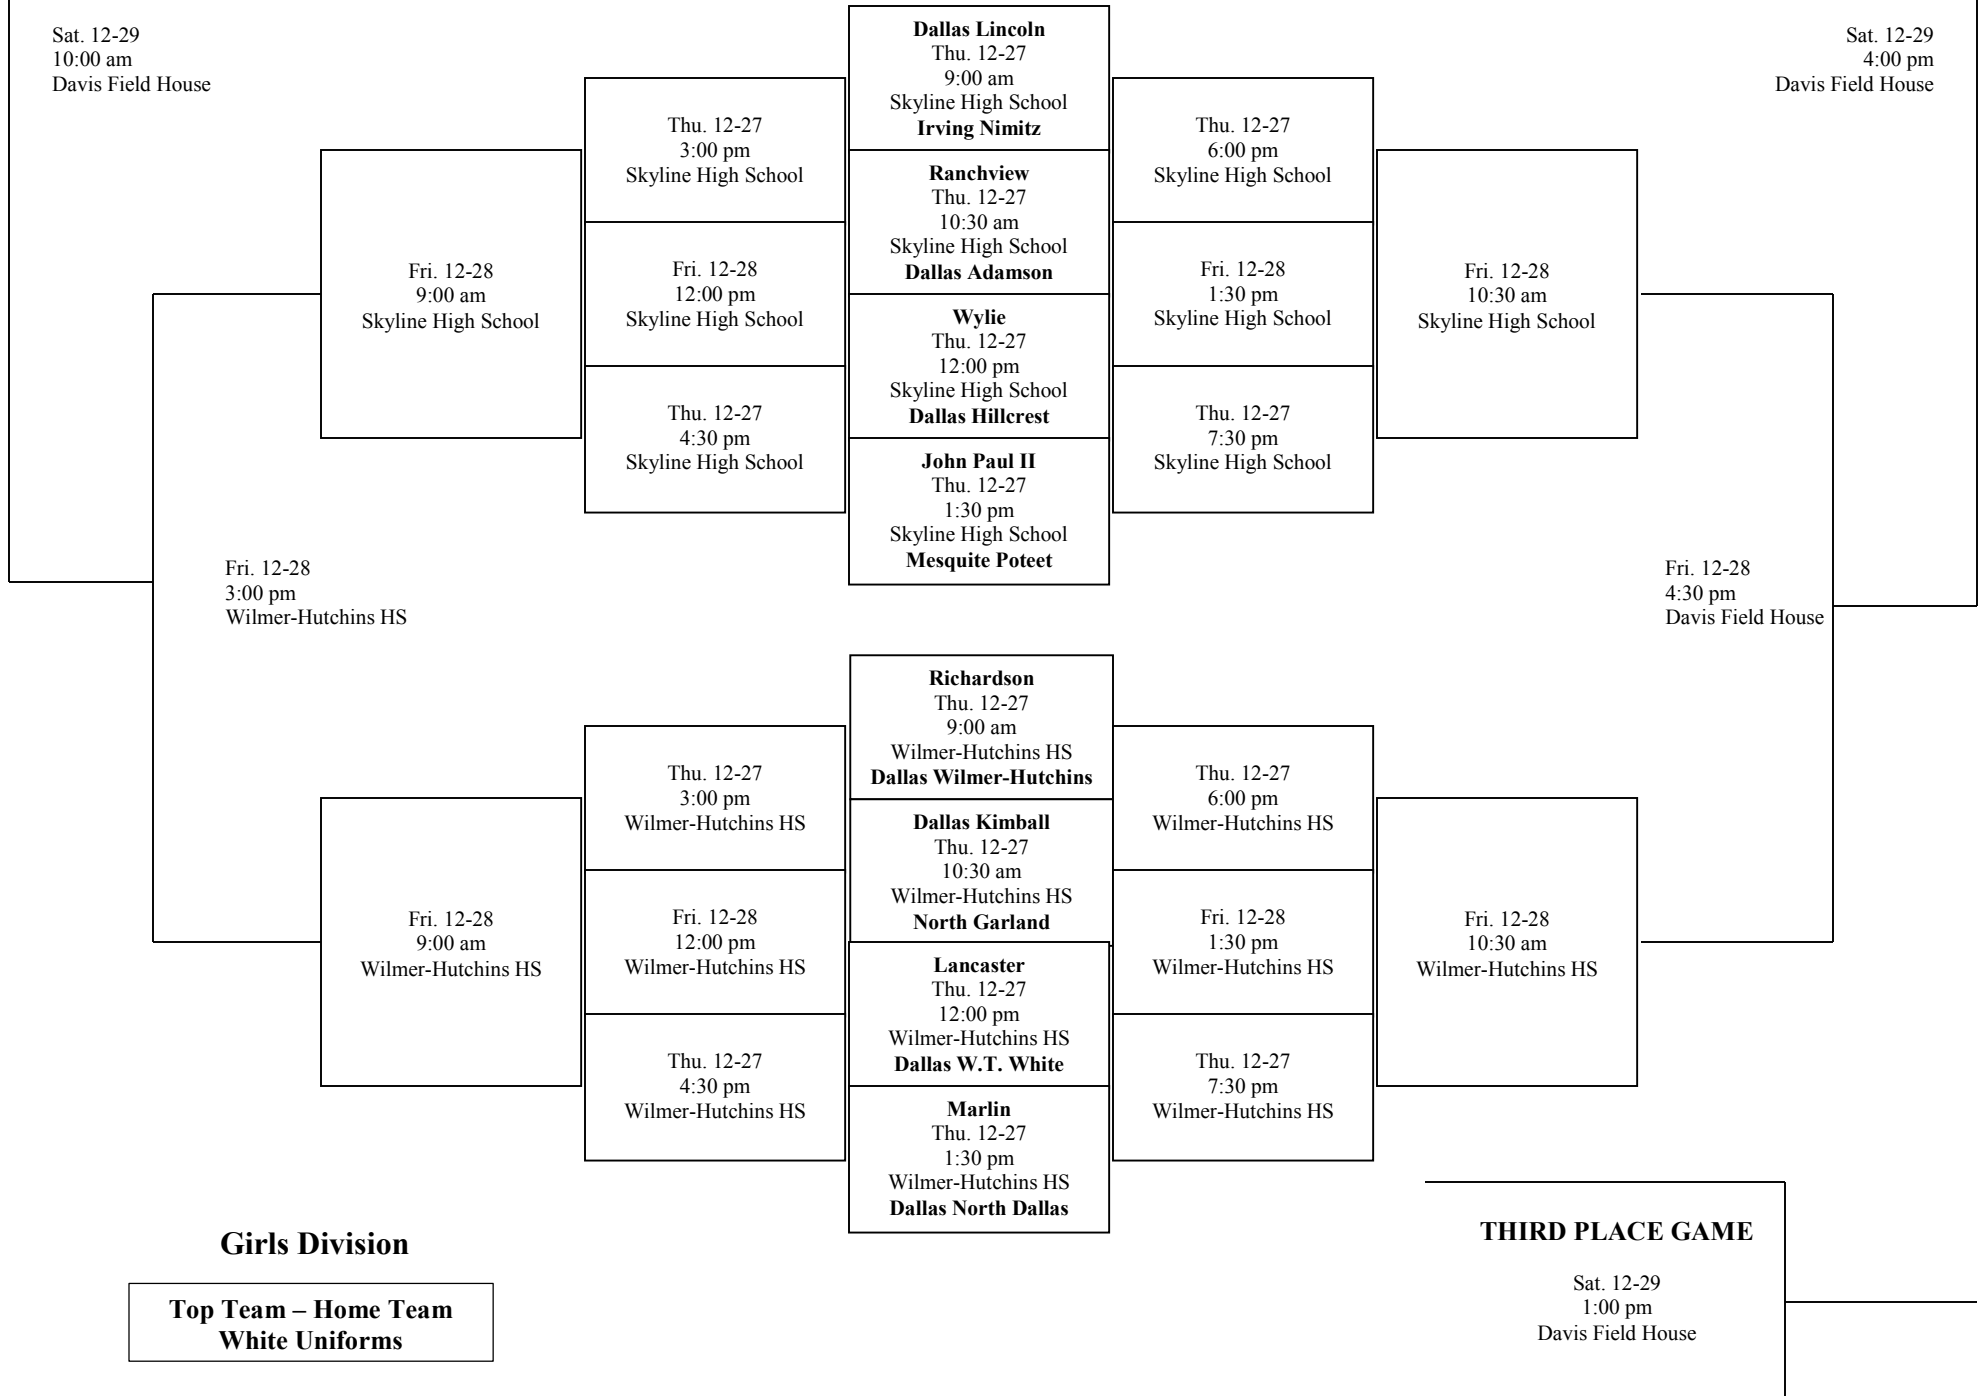 Sat. 12-29
10:00 am
Davis Field House
Sat. 12-29
4:00 pm
Davis Field House
Dallas Lincoln
Thu. 12-27
9:00 am
Skyline High School
Irving Nimitz
Ranchview
Thu. 12-27
10:30 am
Skyline High School
Dallas Adamson
Wylie
Thu. 12-27
12:00 pm
Skyline High School
Dallas Hillcrest
John Paul II
Thu. 12-27
1:30 pm
Skyline High School
Mesquite Poteet
Thu. 12-27
3:00 pm
Skyline High School
Fri. 12-28
12:00 pm
Skyline High School
Thu. 12-27
4:30 pm
Skyline High School
Thu. 12-27
6:00 pm
Skyline High School
Fri. 12-28
1:30 pm
Skyline High School
Thu. 12-27
7:30 pm
Skyline High School
Fri. 12-28
9:00 am
Skyline High School
Fri. 12-28
10:30 am
Skyline High School
Fri. 12-28
3:00 pm
Wilmer-Hutchins HS
Fri. 12-28
4:30 pm
Davis Field House
Richardson
Thu. 12-27
9:00 am
Wilmer-Hutchins HS
Dallas Wilmer-Hutchins
Dallas Kimball
Thu. 12-27
10:30 am
Wilmer-Hutchins HS
North Garland
Lancaster
Thu. 12-27
12:00 pm
Wilmer-Hutchins HS
Dallas W.T. White
Marlin
Thu. 12-27
1:30 pm
Wilmer-Hutchins HS
Dallas North Dallas
Thu. 12-27
3:00 pm
Wilmer-Hutchins HS
Fri. 12-28
12:00 pm
Wilmer-Hutchins HS
Thu. 12-27
4:30 pm
Wilmer-Hutchins HS
Thu. 12-27
6:00 pm
Wilmer-Hutchins HS
Fri. 12-28
1:30 pm
Wilmer-Hutchins HS
Thu. 12-27
7:30 pm
Wilmer-Hutchins HS
Fri. 12-28
9:00 am
Wilmer-Hutchins HS
Fri. 12-28
10:30 am
Wilmer-Hutchins HS
Girls Division
Top Team – Home Team
White Uniforms
THIRD PLACE GAME
Sat. 12-29
1:00 pm
Davis Field House